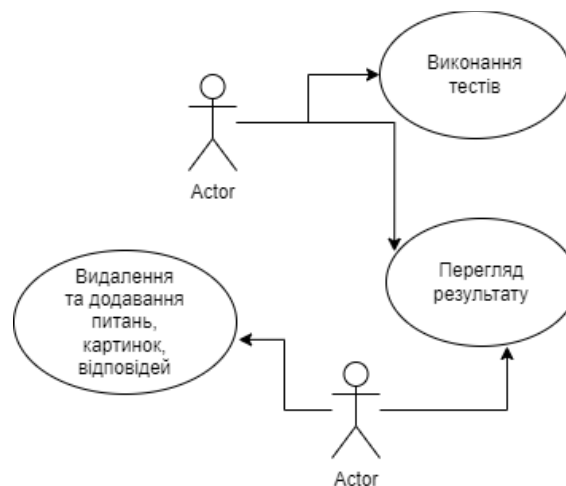 Виконання
тестів
Actor
Перегляд
результату
Видалення
та додавання
питань,
картинок,
відповідей
Actor